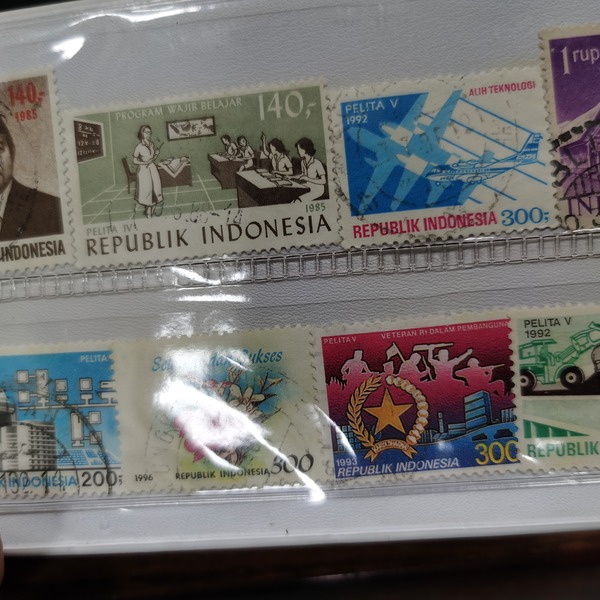 140,-
1985
INDONESIA
PROGRAM WAJIB BELAJAR
140,-
PELITA IV
1985
REPUBLIK INDONESIA
PELITA V
1992
ALIH TEKNOLOGI
REPUBLIK INDONESIA 300,-
1 rup
PELITA
INDONESIA 200,-
Sukses
1996
REPUBLIK INDONESIA 300
PELITA V
VETERAN RI DALAM PEMBANGUNA
1993
REPUBLIK INDONESIA
300
PELITA V
1992
REPUBLIK